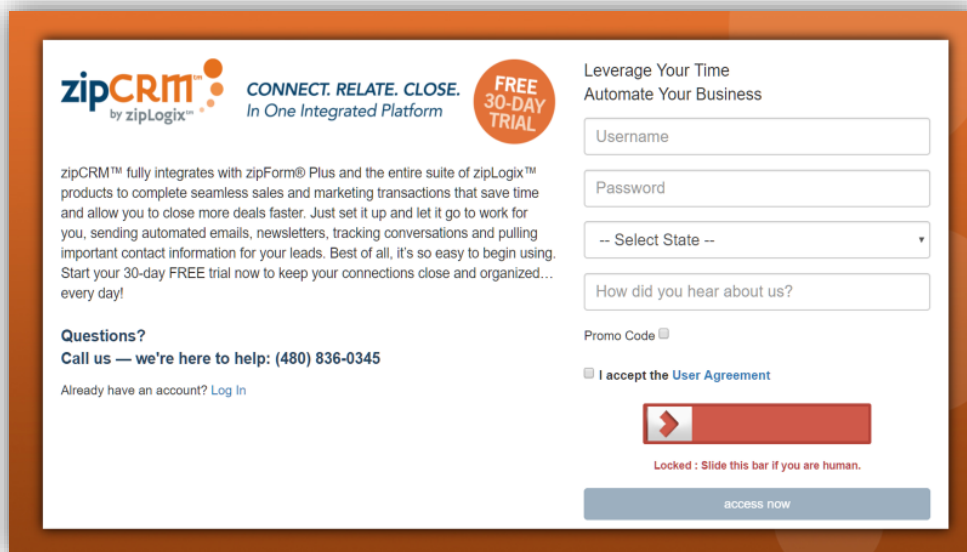 zipCRM™
by zipLogix™
CONNECT. RELATE. CLOSE.
In One Integrated Platform
FREE
30-DAY
TRIAL
zipCRM™ fully integrates with zipForm® Plus and the entire suite of zipLogix™
products to complete seamless sales and marketing transactions that save time
and allow you to close more deals faster. Just set it up and let it go to work for
you, sending automated emails, newsletters, tracking conversations and pulling
important contact information for your leads. Best of all, it's so easy to begin using.
Start your 30-day FREE trial now to keep your connections close and organized…
every day!
Questions?
Call us — we're here to help: (480) 836-0345
Already have an account? Log In
Leverage Your Time
Automate Your Business
Username
Password
-- Select State --
How did you hear about us?
Promo Code
I accept the User Agreement
Locked : Slide this bar if you are human.
access now